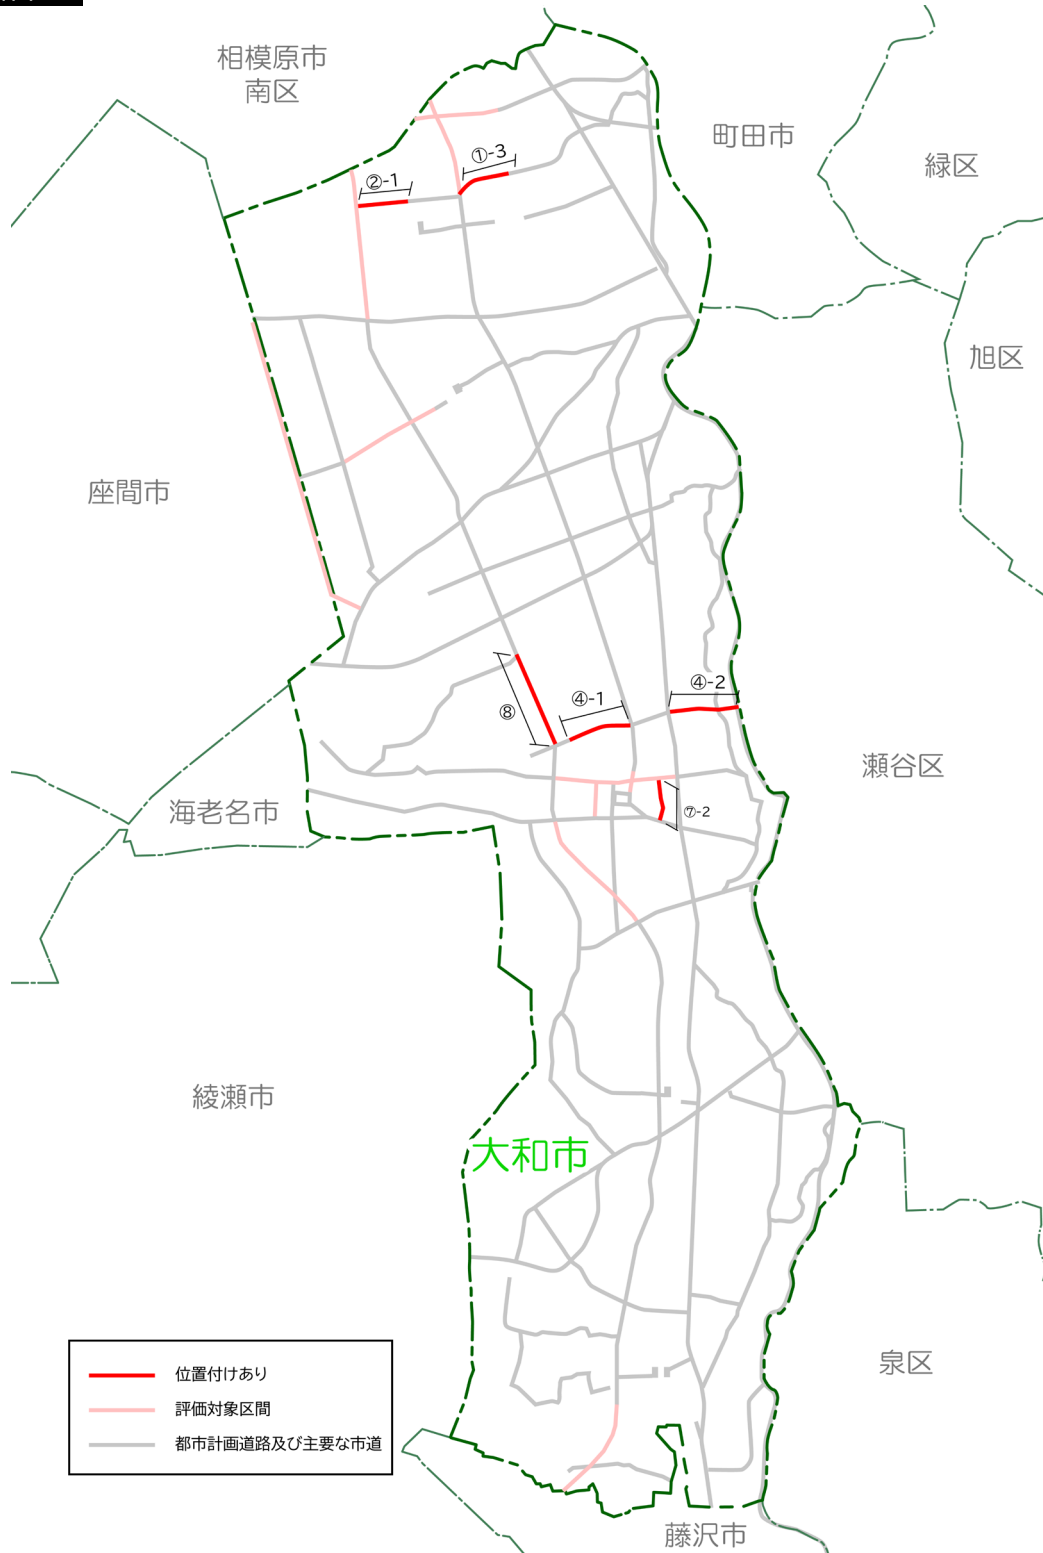 相模原市
南区
町田市
緑区
①-3
②-1
旭区
座間市
④-2
④-1
⑧
瀬谷区
海老名市
⑦-2
綾瀬市
大和市
泉区
位置付けあり
評価対象区間
都市計画道路及び主要な市道
藤沢市